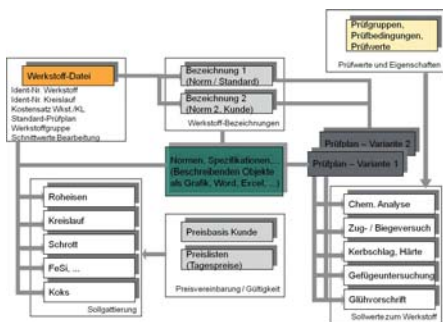 Werkstoff-Datei
Ident-Nr. Werkstoff
Ident-Nr. Kreislauf
Kostensatz Wkst./KL
Standard-Prüfplan
Werkstoffgruppe
Schnittwerte Bearbeitung
Bezeichnung 1
(Norm / Standard)
Bezeichnung 2
(Norm 2, Kunde)
Werkstoff-Bezeichnungen
Prüfgruppen,
Prüfbedingungen,
Prüfwerte
Prüfwerte und Eigenschaften
Normen, Spezifikationen,...
(Beschreibenden Objekte
als Grafik, Word, Excel, ...)
Prüfplan – Variante 2
Prüfplan – Variante 1
Roheisen
Kreislauf
Schrott
FeSi, ...
Koks
Sollgattierung
Preisbasis Kunde
Preislisten
(Tagespreise)
Preisvereinbarung / Gültigkeit
Chem. Analyse
Zug- / Biegeversuch
Kerbschlag, Härte
Gefügeuntersuchung
Glühvorschrift
Sollwerte zum Werkstoff